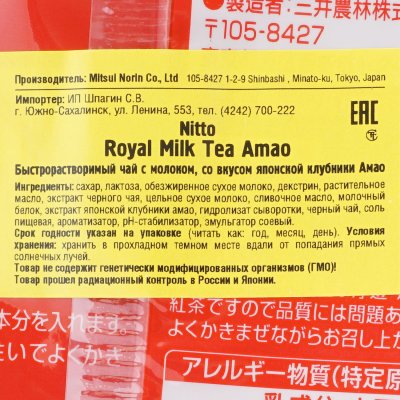 ●製造者：三井農林株式
〒105-8427
Производитель: Mitsui Norin Co., Ltd 105-8427 1-2-9 Shinbashi , Minato-ku, Tokyo, Japan
Импортер: ИП Шпагин С.В.
г. Южно-Сахалинск, ул. Ленина, 553, тел. (4242) 700-222
EAC
Nitto
Royal Milk Tea Amao
Быстрорастворимый чай с молоком, со вкусом японской клубники Амао
Ингредиенты: сахар, лактоза, обезжиренное сухое молоко, декстрин, растительное
масло, экстракт черного чая, цельное сухое молоко, сливочное масло, молочный
белок, экстракт японской клубники амао, гидролизат сыворотки, черный чай, соль
пищевая, ароматизатор, рН-стабилизатор, эмульгатор соевый.
Срок годности указан на упаковке (читать как: год, месяц, день). Условия
хранения: хранить в прохладном темном месте вдали от попадания прямых
солнечных лучей.
Товар не содержит генетически модифицированных организмов (ГМО)!
Товар прошел радиационный контроль в России и Японии.
紅茶ですので品質には問題あ
よくかきまぜながらお召し上が
本分を入れます。
せいでよくかき
アレルギー物質(特定原